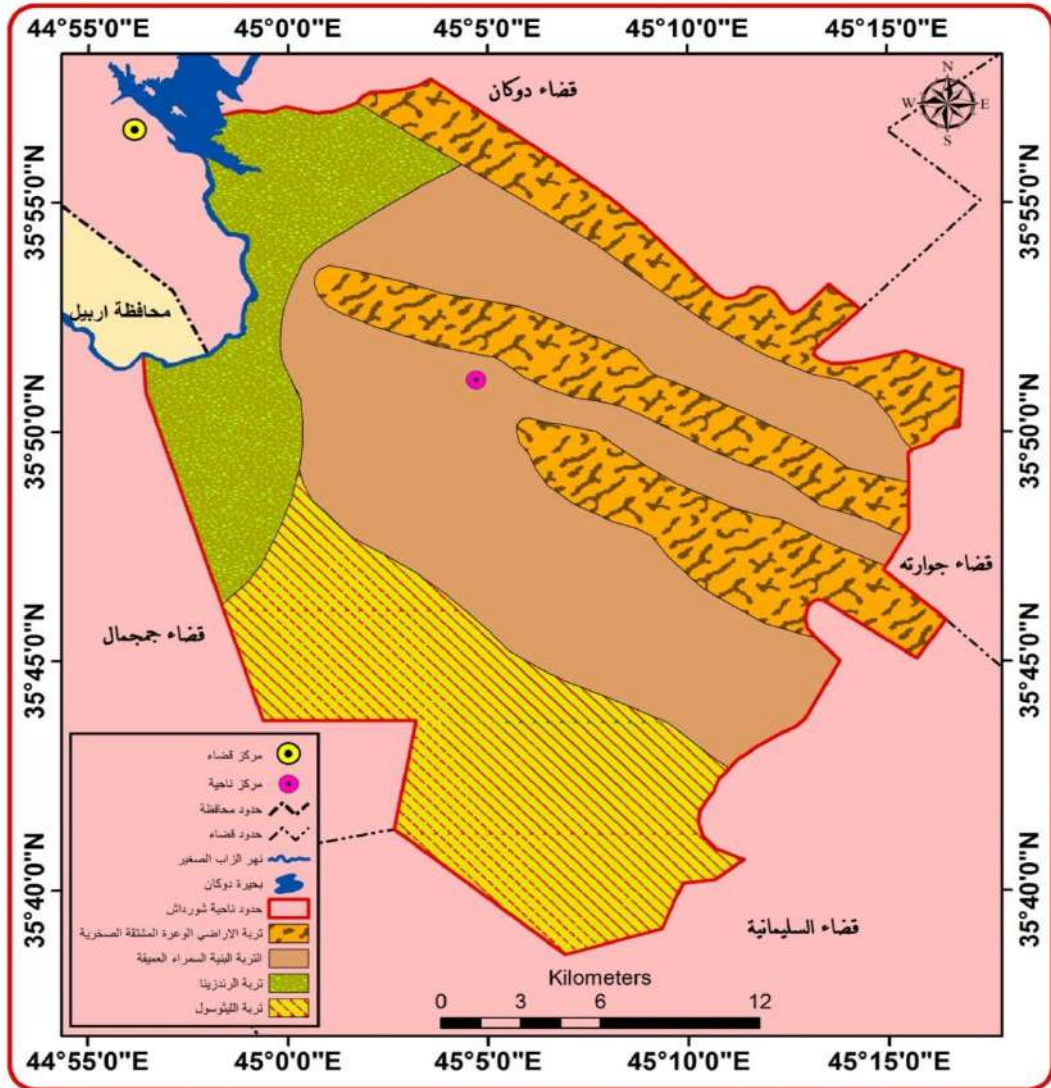 44°55'0"E 45°0'0"E 45°5'0"E 45°10'0"E 45°15'0"E
N
W E
S
قضاء دوكان
35°55'0"N 35°55'0"N
محافظة اربيل
35°50'0"N 35°50'0"N
قضاء جوارته
قضاء جمجمال
35°45'0"N 35°45'0"N
مركز قضاء
مركز ناحية
حدود محافظة
حدود قضاء
نهر الزاب الصغير
بحيرة دوكان
حدود ناحية شورداش
تربة الاراضي الوعرة المشتقة الصخرية
التربة البنية السمراء العميقة
تربة الرندزينا
تربة الليثوسول
35°40'0"N 35°40'0"N
قضاء السليمانية
Kilometers
0 3 6 12
44°55'0"E 45°0'0"E 45°5'0"E 45°10'0"E 45°15'0"E